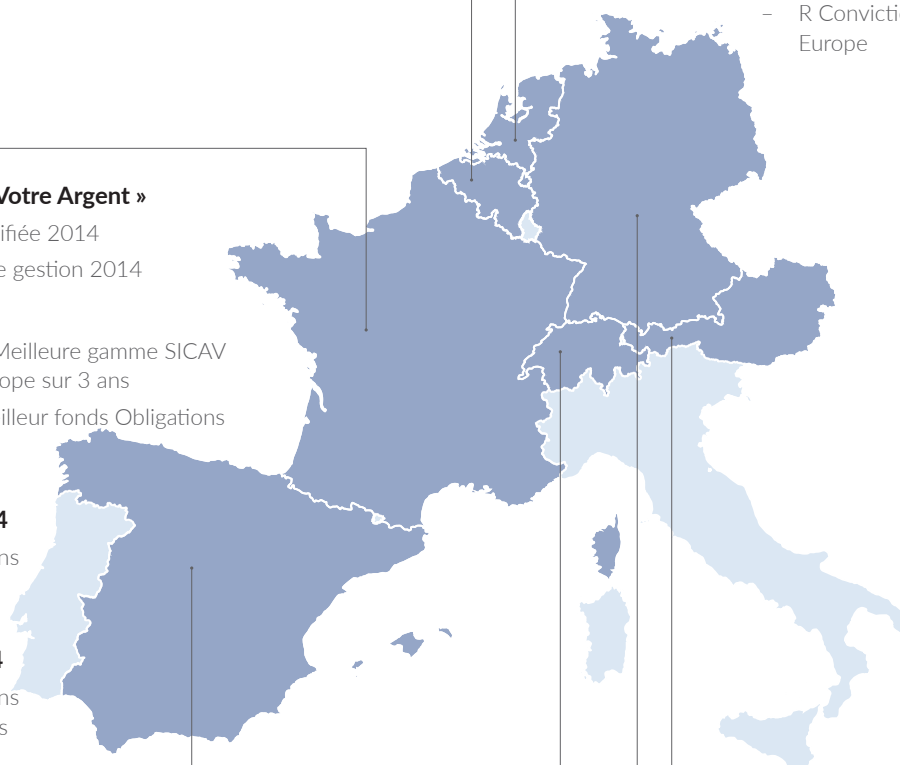 – R Convicti
Europe
Votre Argent »
ifiée 2014
e gestion 2014
Meilleure gamme SICAV
ope sur 3 ans
illeur fonds Obligations
4
ns
4
ns
s